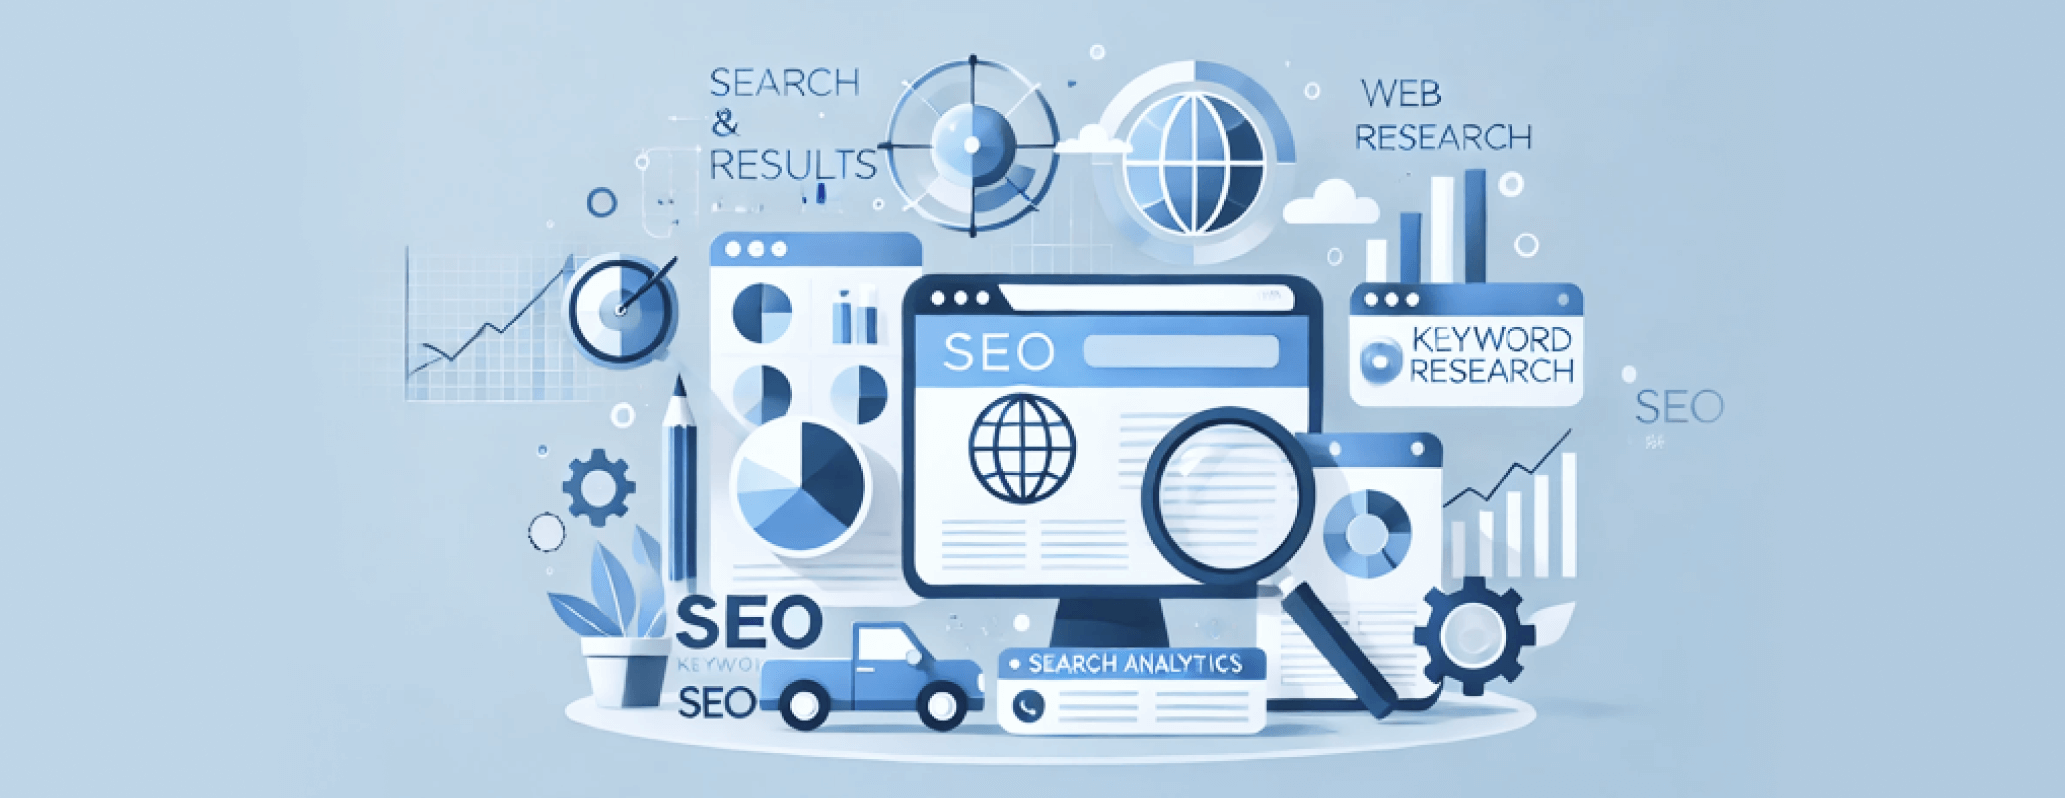 SEARCH
&
RESULTS
WEB
RESEARCH
SEO
KEYWORD
RESEARCH
SEO
SEO
SEARCH ANALYTICS
SEO